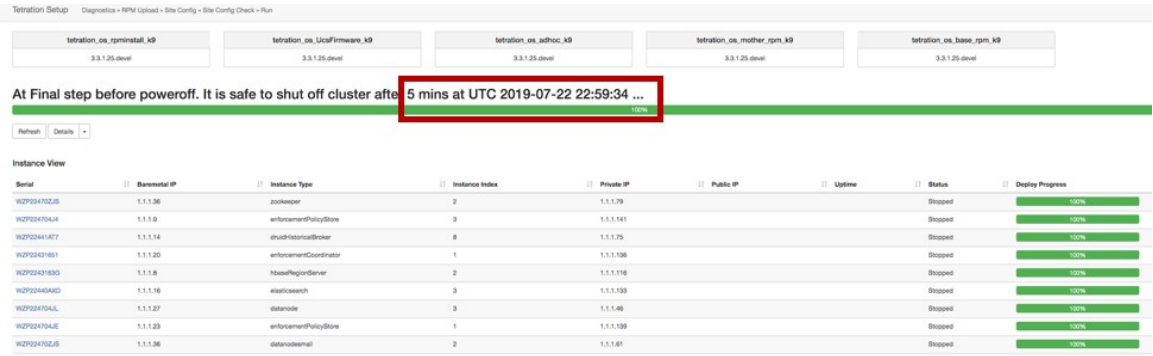 Tetration Setup Diagnostics » RPM Upload » Site Config » Site Config Check » Run
tetration_os_rpminstall_k9 tetration_os_UcsFirmware_k9 tetration_os_adhoc_k9 tetration_os_mother_rpm_k9 tetration_os_base_rpm_k9
3.3.1.25.devel 3.3.1.25.devel 3.3.1.25.devel 3.3.1.25.devel 3.3.1.25.devel
At Final step before poweroff. It is safe to shut off cluster after 5 mins at UTC 2019-07-22 22:59:34 ...
100%
Refresh Details
Instance View
Serial Baremetal IP Instance Type Instance Index Private IP Public IP Uptime Status Deploy Progress
WZP22470ZJS 1.1.1.36 zookeeper 2 1.1.1.79 Stopped 100%
WZP224704J4 1.1.1.9 enforcementPolicyStore 3 1.1.1.141 Stopped 100%
WZP22441AT7 1.1.1.14 druidHistoricalBroker 8 1.1.1.75 Stopped 100%
WZP22431651 1.1.1.20 enforcementCoordinator 1 1.1.1.136 Stopped 100%
WZP2243163G 1.1.1.8 hbaseRegionServer 2 1.1.1.116 Stopped 100%
WZP22440AXD 1.1.1.16 elasticsearch 3 1.1.1.133 Stopped 100%
WZP224704JL 1.1.1.27 datanode 3 1.1.1.46 Stopped 100%
WZP224704JE 1.1.1.23 enforcementPolicyStore 1 1.1.1.139 Stopped 100%
WZP22470ZJS 1.1.1.36 datanodesmall 2 1.1.1.61 Stopped 100%